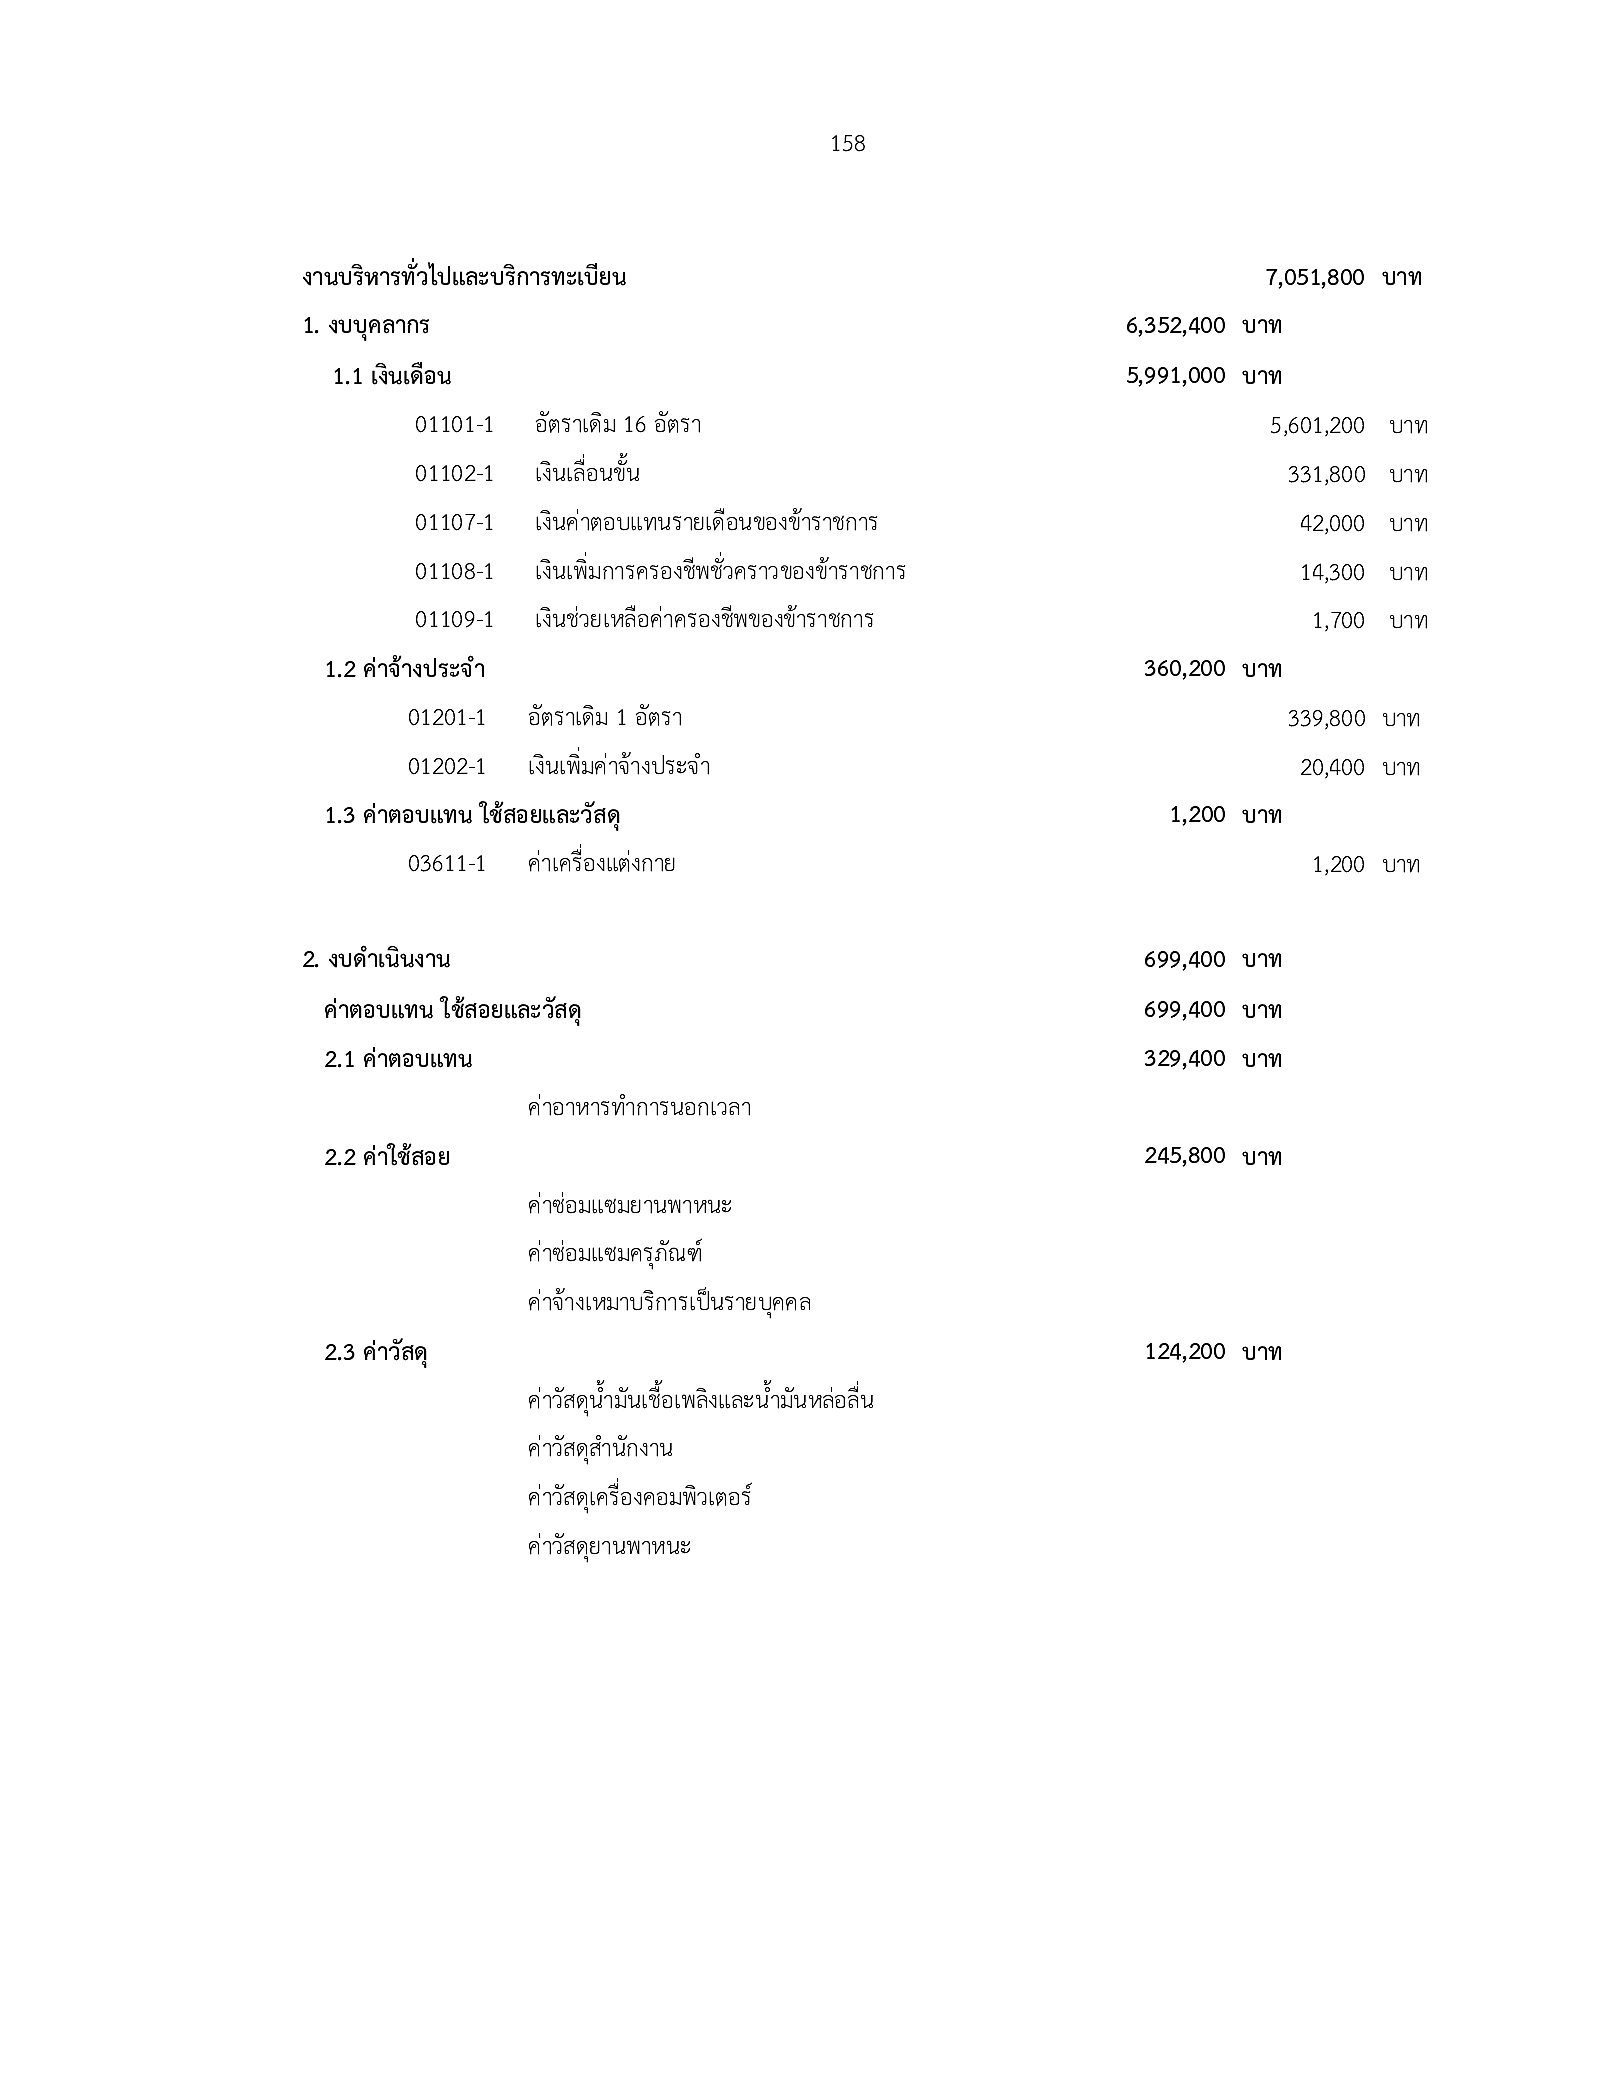 158
งานบริหารทั่วไปและบริการทะเบียน 7,051,800 บาท
1. งบบุคลากร 6,352,400 บาท
1.1 เงินเดือน 5,991,000 บาท
01101-1 อัตราเดิม 16 อัตรา 5,601,200 บาท
01102-1 เงินเลื่อนขั้น 331,800 บาท
01107-1 เงินค่าตอบแทนรายเดือนของข้าราชการ 42,000 บาท
01108-1 เงินเพิ่มการครองชีพชั่วคราวของข้าราชการ 14,300 บาท
01109-1 เงินช่วยเหลือค่าครองชีพของข้าราชการ 1,700 บาท
1.2 ค่าจ้างประจำ 360,200 บาท
01201-1 อัตราเดิม 1 อัตรา 339,800 บาท
01202-1 เงินเพิ่มค่าจ้างประจำ 20,400 บาท
1.3 ค่าตอบแทน ใช้สอยและวัสดุ 1,200 บาท
03611-1 ค่าเครื่องแต่งกาย 1,200 บาท
2. งบดำเนินงาน 699,400 บาท
ค่าตอบแทน ใช้สอยและวัสดุ 699,400 บาท
2.1 ค่าตอบแทน 329,400 บาท
ค่าอาหารทำการนอกเวลา
2.2 ค่าใช้สอย 245,800 บาท
ค่าซ่อมแซมยานพาหนะ
ค่าซ่อมแซมครุภัณฑ์
ค่าจ้างเหมาบริการเป็นรายบุคคล
2.3 ค่าวัสดุ 124,200 บาท
ค่าวัสดุน้ำมันเชื้อเพลิงและน้ำมันหล่อลื่น
ค่าวัสดุสำนักงาน
ค่าวัสดุเครื่องคอมพิวเตอร์
ค่าวัสดุยานพาหนะ